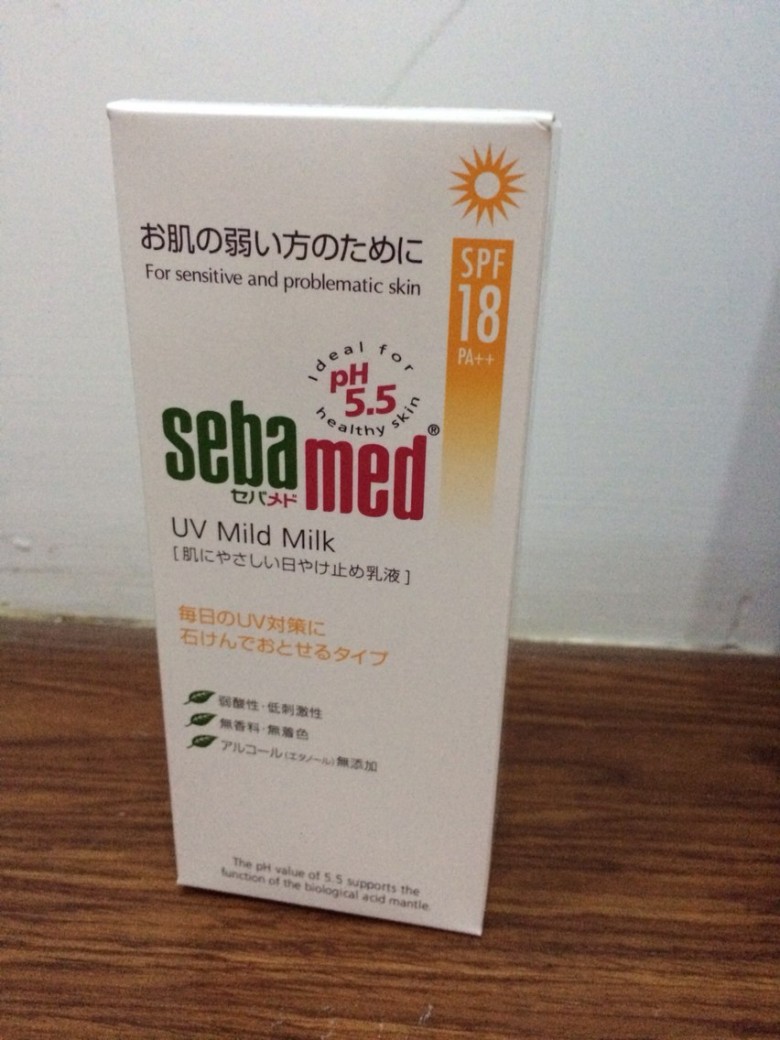 お肌の弱い方のために
For sensitive and problematic skin
SPF
18
PA++
ideal for
pH
5.5
healthy skin
sebamed®
セバメド
UV Mild Milk
[ 肌にやさしい日やけ止め乳液 ]
毎日のUV対策に
石けんでおとせるタイプ
弱酸性·低刺激性
無香料·無着色
アルコール(エタノール)無添加
The pH value of 5.5 supports the
function of the biological acid mantle.